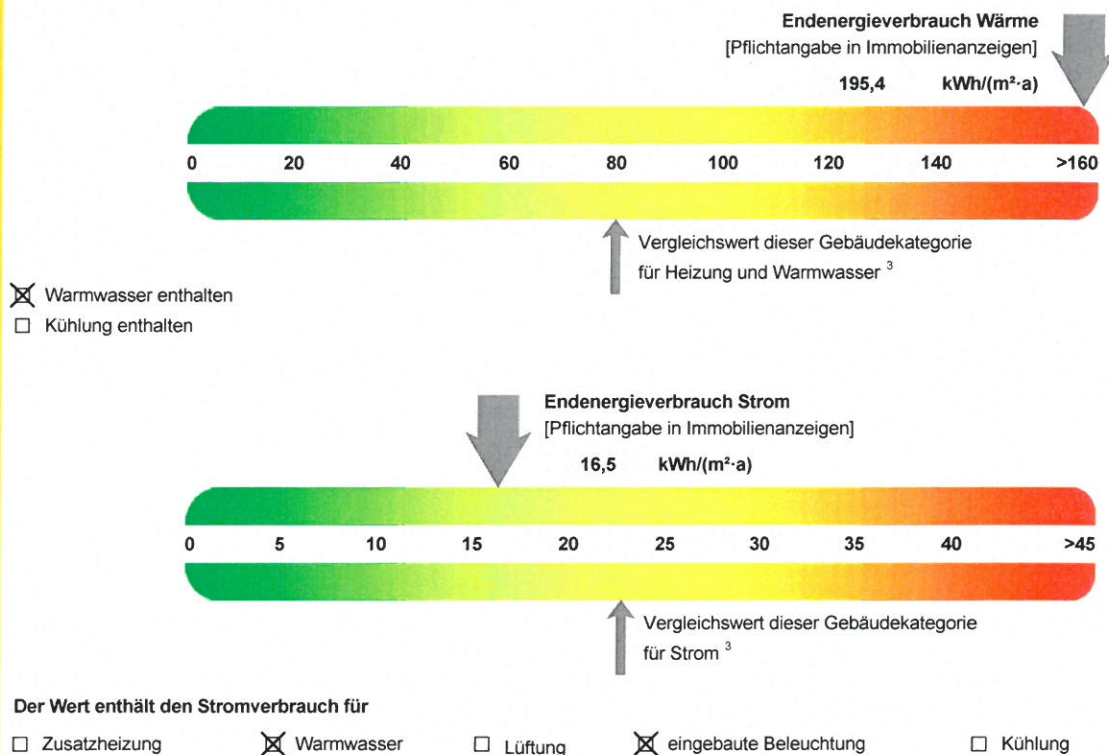 Endenergieverbrauch Wärme
[Pflichtangabe in Immobilienanzeigen]
195,4 kWh/(m²·a)
0 20 40 60 80 100 120 140 >160
Vergleichswert dieser Gebäudekategorie
für Heizung und Warmwasser ³
☒ Warmwasser enthalten
☐ Kühlung enthalten
Endenergieverbrauch Strom
[Pflichtangabe in Immobilienanzeigen]
16,5 kWh/(m²·a)
0 5 10 15 20 25 30 35 40 >45
Vergleichswert dieser Gebäudekategorie
für Strom ³
Der Wert enthält den Stromverbrauch für
☐ Zusatzheizung ☒ Warmwasser ☐ Lüftung ☒ eingebaute Beleuchtung ☐ Kühlung